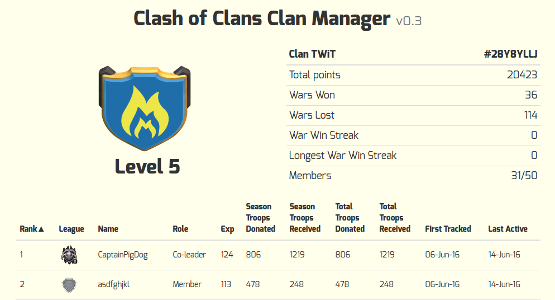 Clash of Clans Clan Manager v0.3
Clan TWiT #28Y8YLLJ
Total points 20423
Wars Won 36
Wars Lost 114
War Win Streak 0
Longest War Win Streak 0
Members 31/50
Level 5
Rank▲ League Name Role Exp Season Troops Donated Season Troops Received Total Troops Donated Total Troops Received First Tracked Last Active
1 CaptainPigDog Co-leader 124 806 1219 806 1219 06-Jun-16 14-Jun-16
2 asdfghjkl Member 113 478 248 478 248 06-Jun-16 14-Jun-16